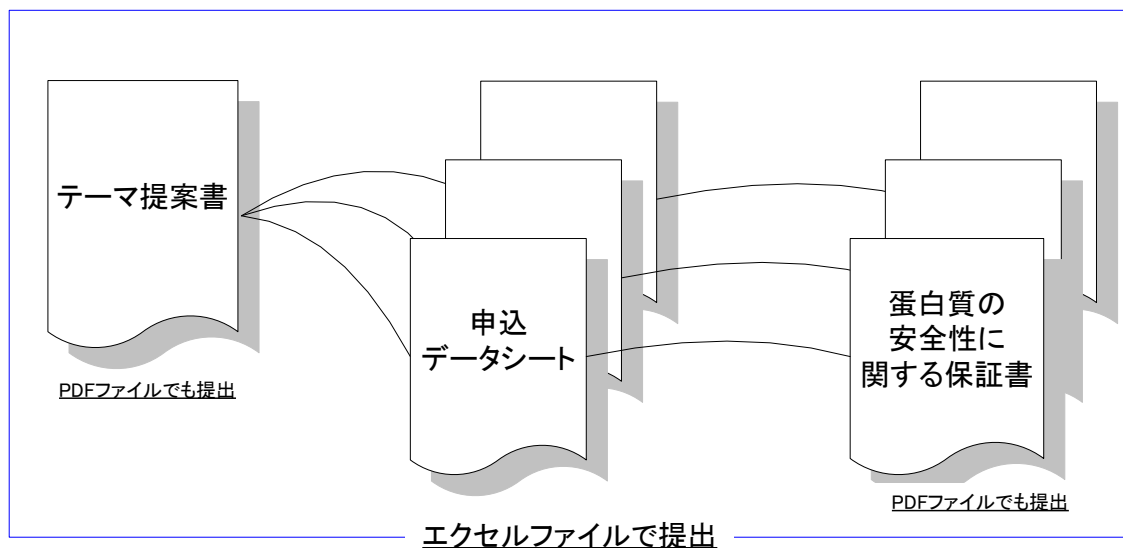 テーマ提案書
PDFファイルでも提出
申込
データシート
蛋白質の
安全性に
関する保証書
PDFファイルでも提出
エクセルファイルで提出